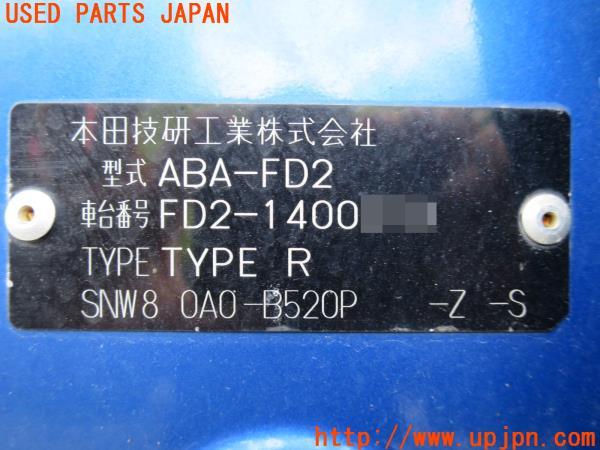 USED PARTS JAPAN
本田技研工業株式会社
型式 ABA-FD2
車台番号 FD2-1400
TYPE. TYPE R
SNW8 0A0-B520P -Z -S
http://www.upjpn.com